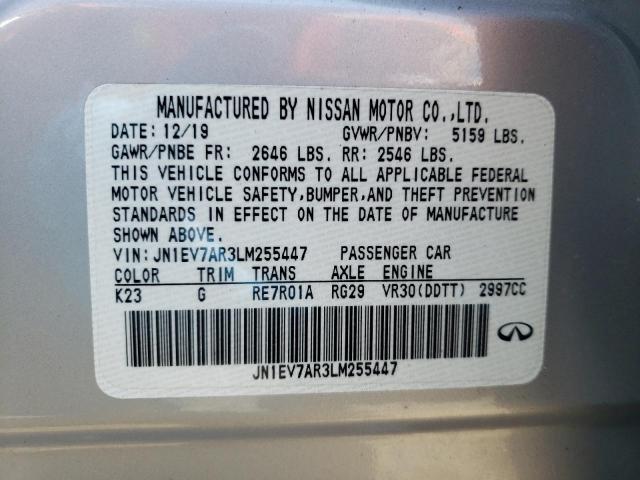 MANUFACTURED BY NISSAN MOTOR CO.,LTD.
DATE: 12/19 GVWR/PNBV: 5159 LBS.
GAWR/PNBE FR: 2646 LBS. RR: 2546 LBS.
THIS VEHICLE CONFORMS TO ALL APPLICABLE FEDERAL
MOTOR VEHICLE SAFETY,BUMPER,AND THEFT PREVENTION
STANDARDS IN EFFECT ON THE DATE OF MANUFACTURE
SHOWN ABOVE.
VIN: JN1EV7AR3LM255447 PASSENGER CAR
COLOR TRIM TRANS AXLE ENGINE
K23 G RE7R01A RG29 VR30(DDTT) 2997CC
JN1EV7AR3LM255447